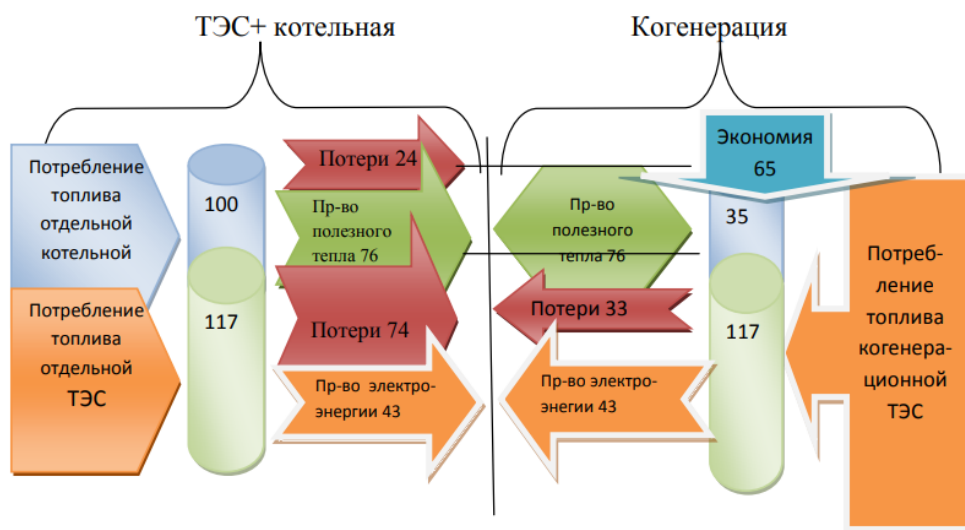 ТЭС+ котельная
Когенерация
Потребление
топлива
отдельной
котельной
100
Потери 24
Пр-во
полезного
тепла 76
Потребление
топлива
отдельной
ТЭС
117
Потери 74
Пр-во электро-
энергии 43
Пр-во
полезного
тепла 76
Потери 33
Пр-во электро-
энегии 43
Экономия
65
35
117
Потреб-
ление
топлива
когенера-
ционной
ТЭС